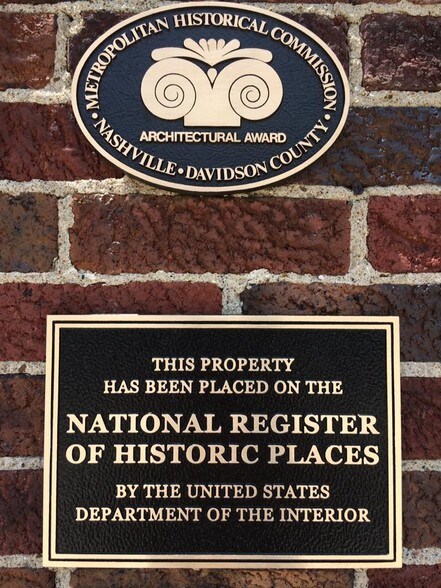 • METROPOLITAN HISTORICAL COMMISSION •
ARCHITECTURAL AWARD
NASHVILLE • DAVIDSON COUNTY
THIS PROPERTY
HAS BEEN PLACED ON THE
NATIONAL REGISTER
OF HISTORIC PLACES
BY THE UNITED STATES
DEPARTMENT OF THE INTERIOR